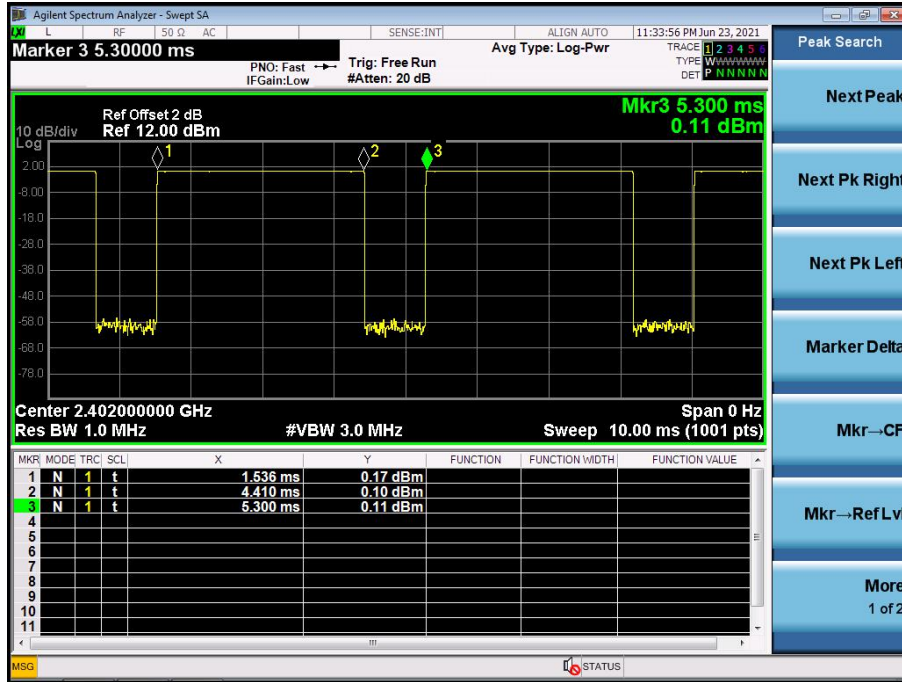 Agilent Spectrum Analyzer - Swept SA
LXI L RF 50 Ω AC SENSE:INT ALIGN AUTO 11:33:56 PM Jun 23, 2021
Marker 3 5.30000 ms
PNO: Fast
IFGain:Low
Trig: Free Run
#Atten: 20 dB
Avg Type: Log-Pwr
TRACE 1 2 3 4 5 6
TYPE WWWWWW
DET P N N N N N
Peak Search
Next Peak
Next Pk Right
Next Pk Left
Marker Delta
Mkr→CF
Mkr→Ref Lvl
More
1 of 2
Mkr3 5.300 ms
0.11 dBm
Ref Offset 2 dB
10 dB/div Ref 12.00 dBm
Log
1 2 3
2.00
-8.00
-18.0
-28.0
-38.0
-48.0
-58.0
-68.0
-78.0
Center 2.402000000 GHz Span 0 Hz
Res BW 1.0 MHz #VBW 3.0 MHz Sweep 10.00 ms (1001 pts)
MKR MODE TRC SCL X Y FUNCTION FUNCTION WIDTH FUNCTION VALUE
1 N 1 t 1.536 ms 0.17 dBm
2 N 1 t 4.410 ms 0.10 dBm
3 N 1 t 5.300 ms 0.11 dBm
4
5
6
7
8
9
10
11
MSG STATUS